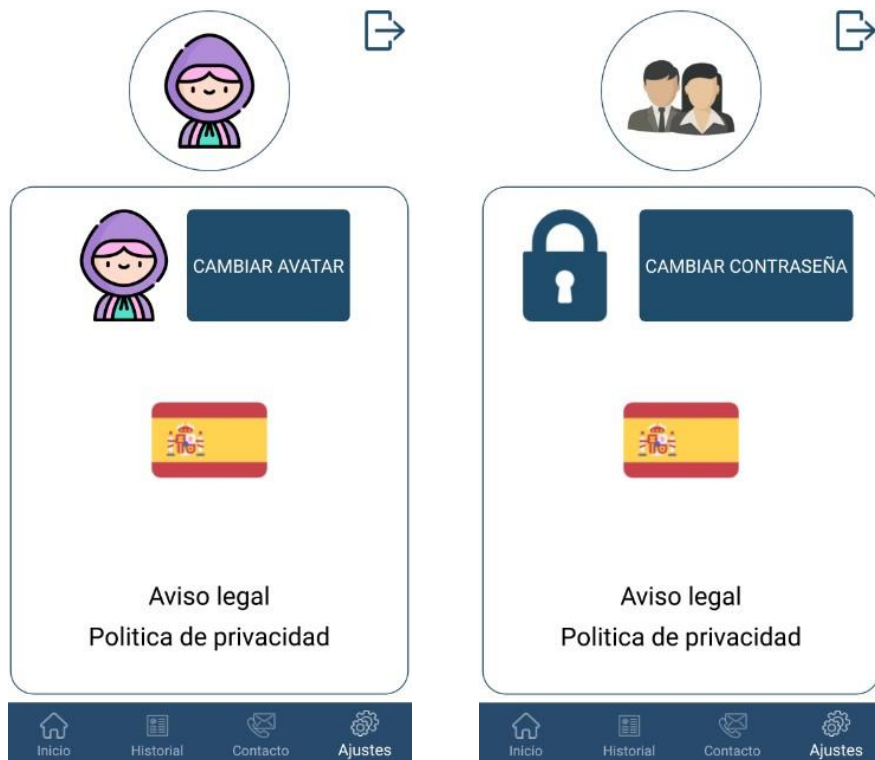 CAMBIAR AVATAR
Aviso legal
Politica de privacidad
Inicio
Historial
Contacto
Ajustes
CAMBIAR CONTRASEÑA
Aviso legal
Politica de privacidad
Inicio
Historial
Contacto
Ajustes